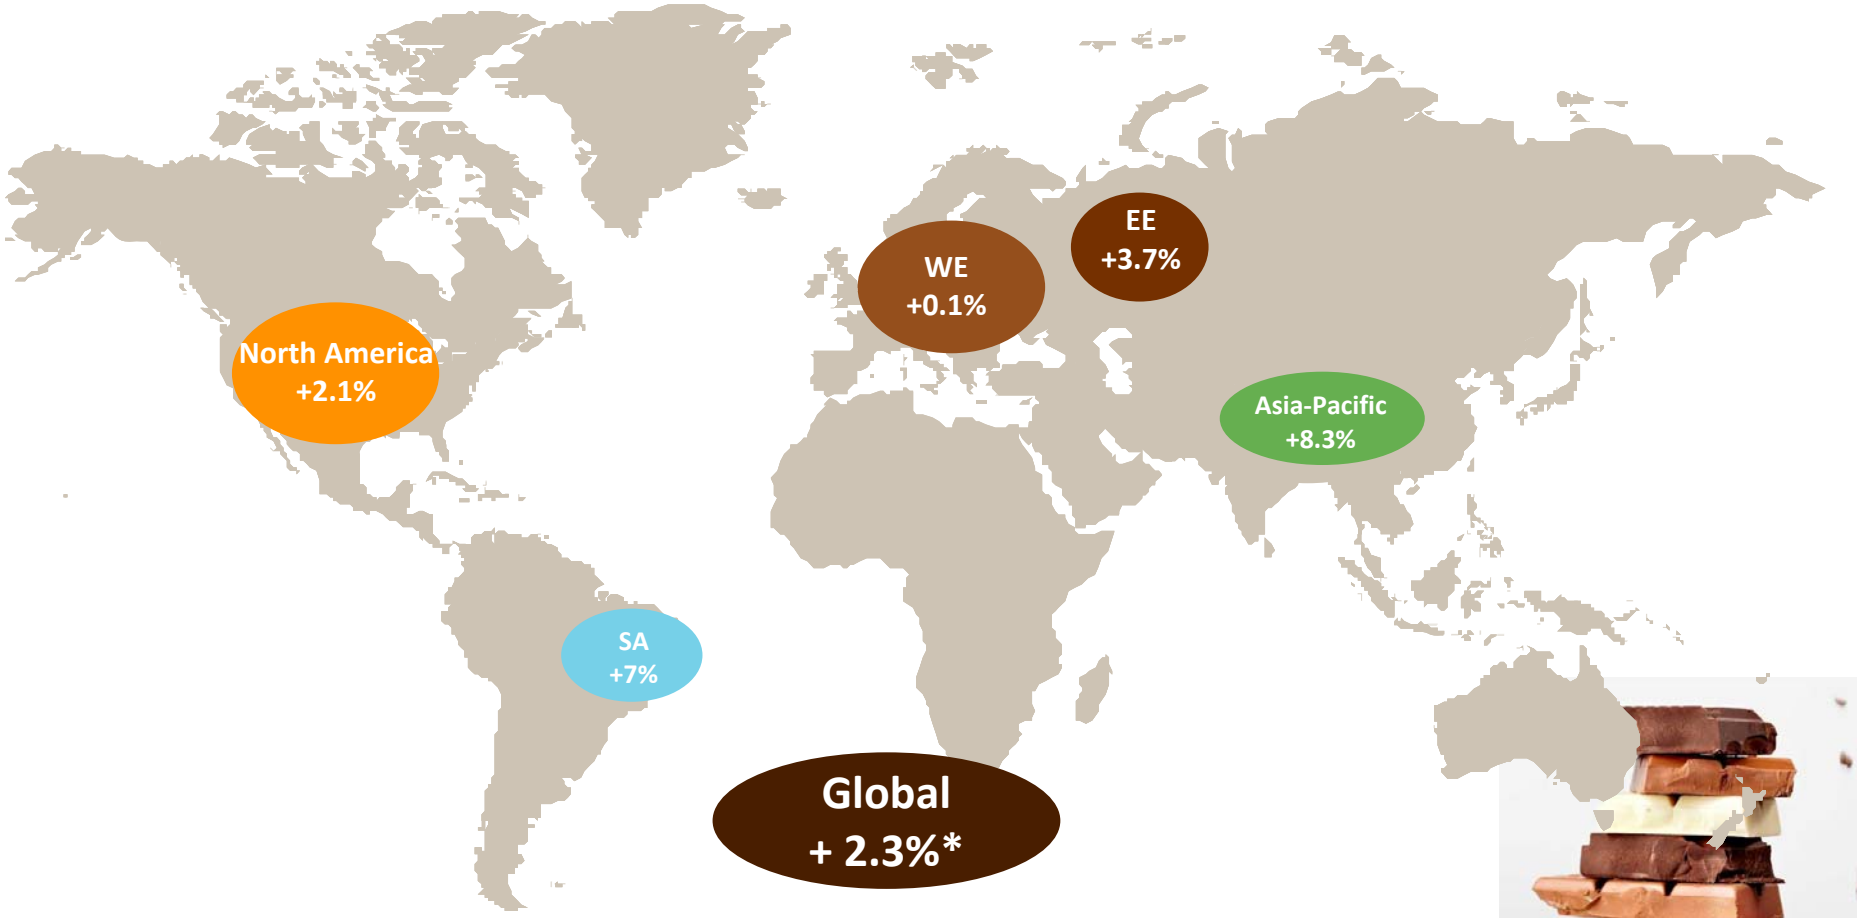 EE
+3.7%
WE
+0.1%
North America
+2.1%
Asia-Pacific
+8.3%
SA
+7%
Global
+ 2.3%*